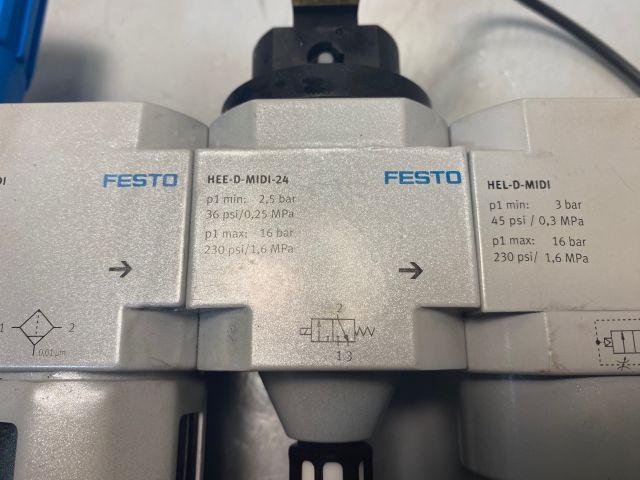 DI
FESTO
1
2
0,01µm
HEE-D-MIDI-24
FESTO
p1 min: 2,5 bar
36 psi/0,25 MPa
p1 max: 16 bar
230 psi/1,6 MPa
2
1 3
HEL-D-MIDI
p1 min: 3 bar
45 psi / 0,3 MPa
p1 max: 16 bar
230 psi/ 1,6 MPa